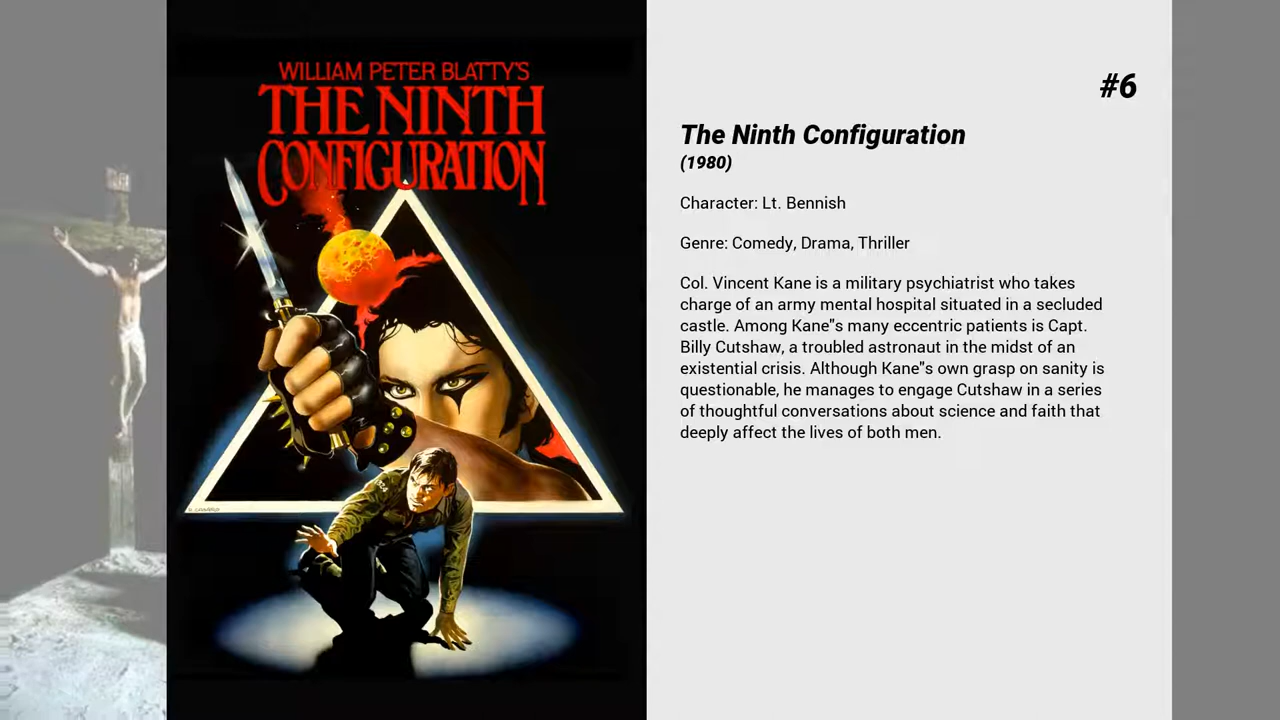 WILLIAM PETER BLATTY'S
THE NINTH
CONFIGURATION
#6
The Ninth Configuration
(1980)
Character: Lt. Bennish
Genre: Comedy, Drama, Thriller
Col. Vincent Kane is a military psychiatrist who takes
charge of an army mental hospital situated in a secluded
castle. Among Kane"s many eccentric patients is Capt.
Billy Cutshaw, a troubled astronaut in the midst of an
existential crisis. Although Kane"s own grasp on sanity is
questionable, he manages to engage Cutshaw in a series
of thoughtful conversations about science and faith that
deeply affect the lives of both men.